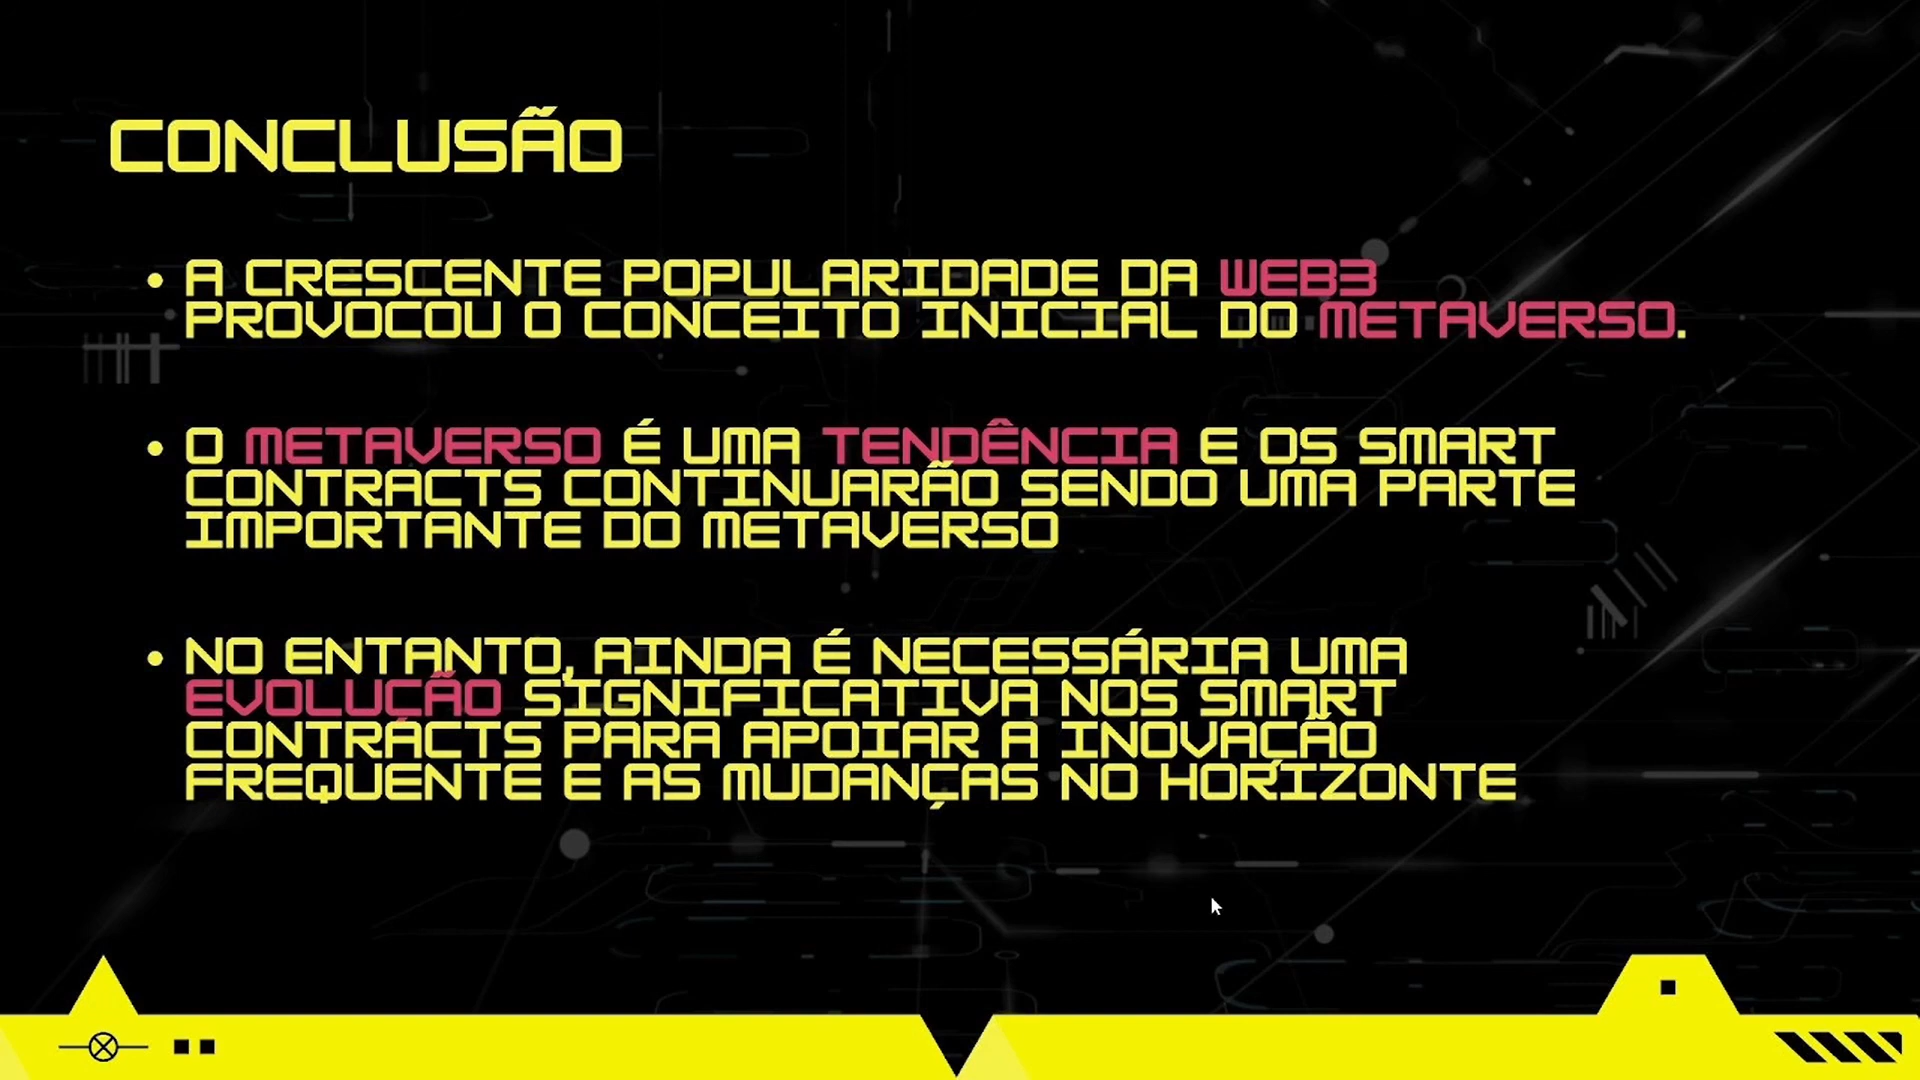 CONCLUSÃO
• A CRESCENTE POPULARIDADE DA WEB3
PROVOCOU O CONCEITO INICIAL DO METAVERSO.
• O METAVERSO É UMA TENDÊNCIA E OS SMART
CONTRACTS CONTINUARÃO SENDO UMA PARTE
IMPORTANTE DO METAVERSO
• NO ENTANTO, AINDA É NECESSÁRIA UMA
EVOLUÇÃO SIGNIFICATIVA NOS SMART
CONTRACTS PARA APOIAR A INOVAÇÃO
FREQUENTE E AS MUDANÇAS NO HORIZONTE